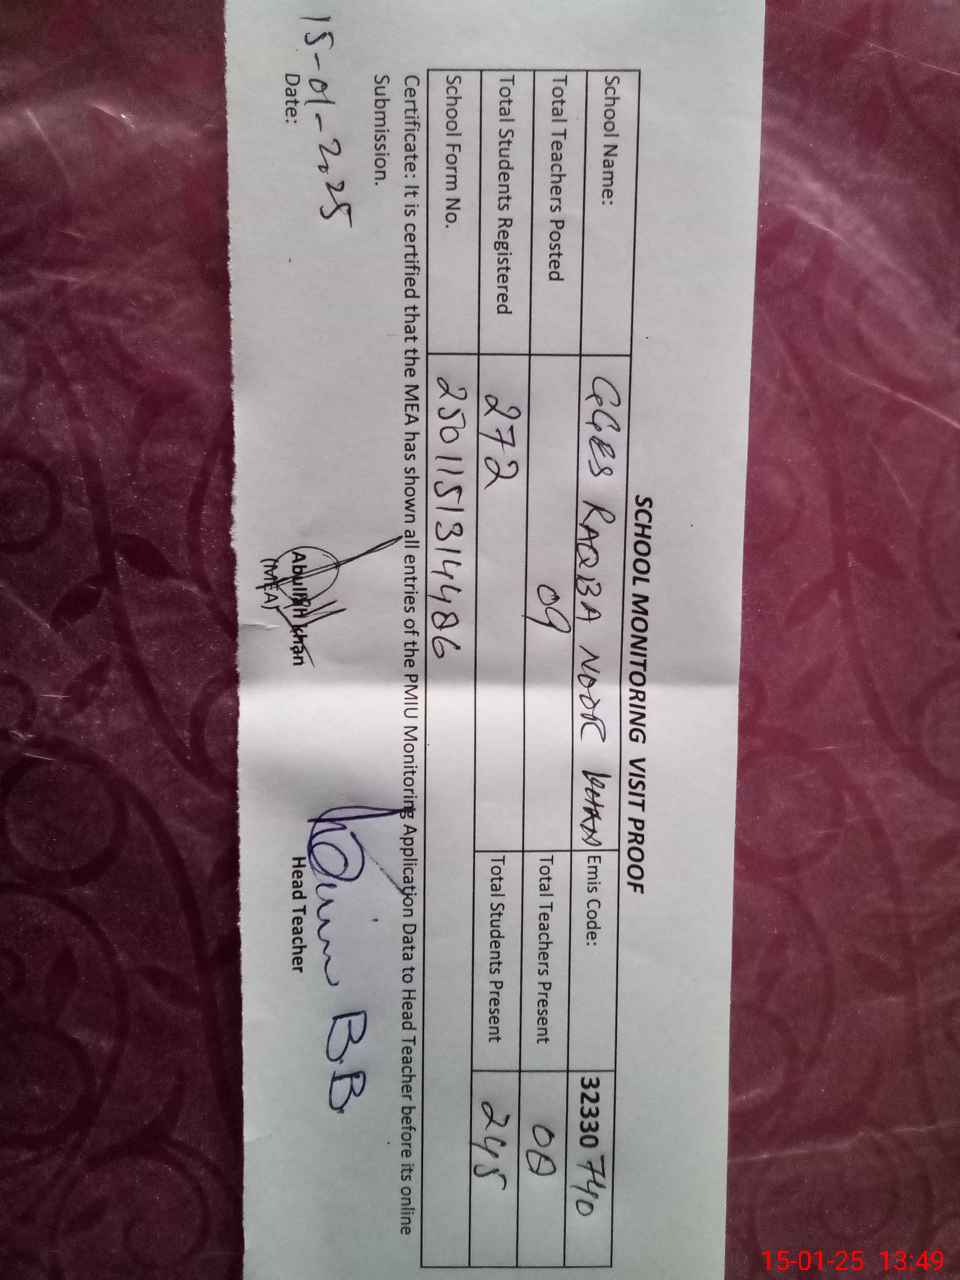 SCHOOL MONITORING VISIT PROOF
School Name: GGES RAQBA NOOR Emis Code: 32330 740
Total Teachers Posted 09 Total Teachers Present 08
Total Students Registered 272 Total Students Present 245
School Form No. 2501151314486
Certificate: It is certified that the MEA has shown all entries of the PMIU Monitoring Application Data to Head Teacher before its online
Submission.
15-01-2025
Date: Abullah khan Head Teacher
(MEA)
B.B
15-01-25 13:49